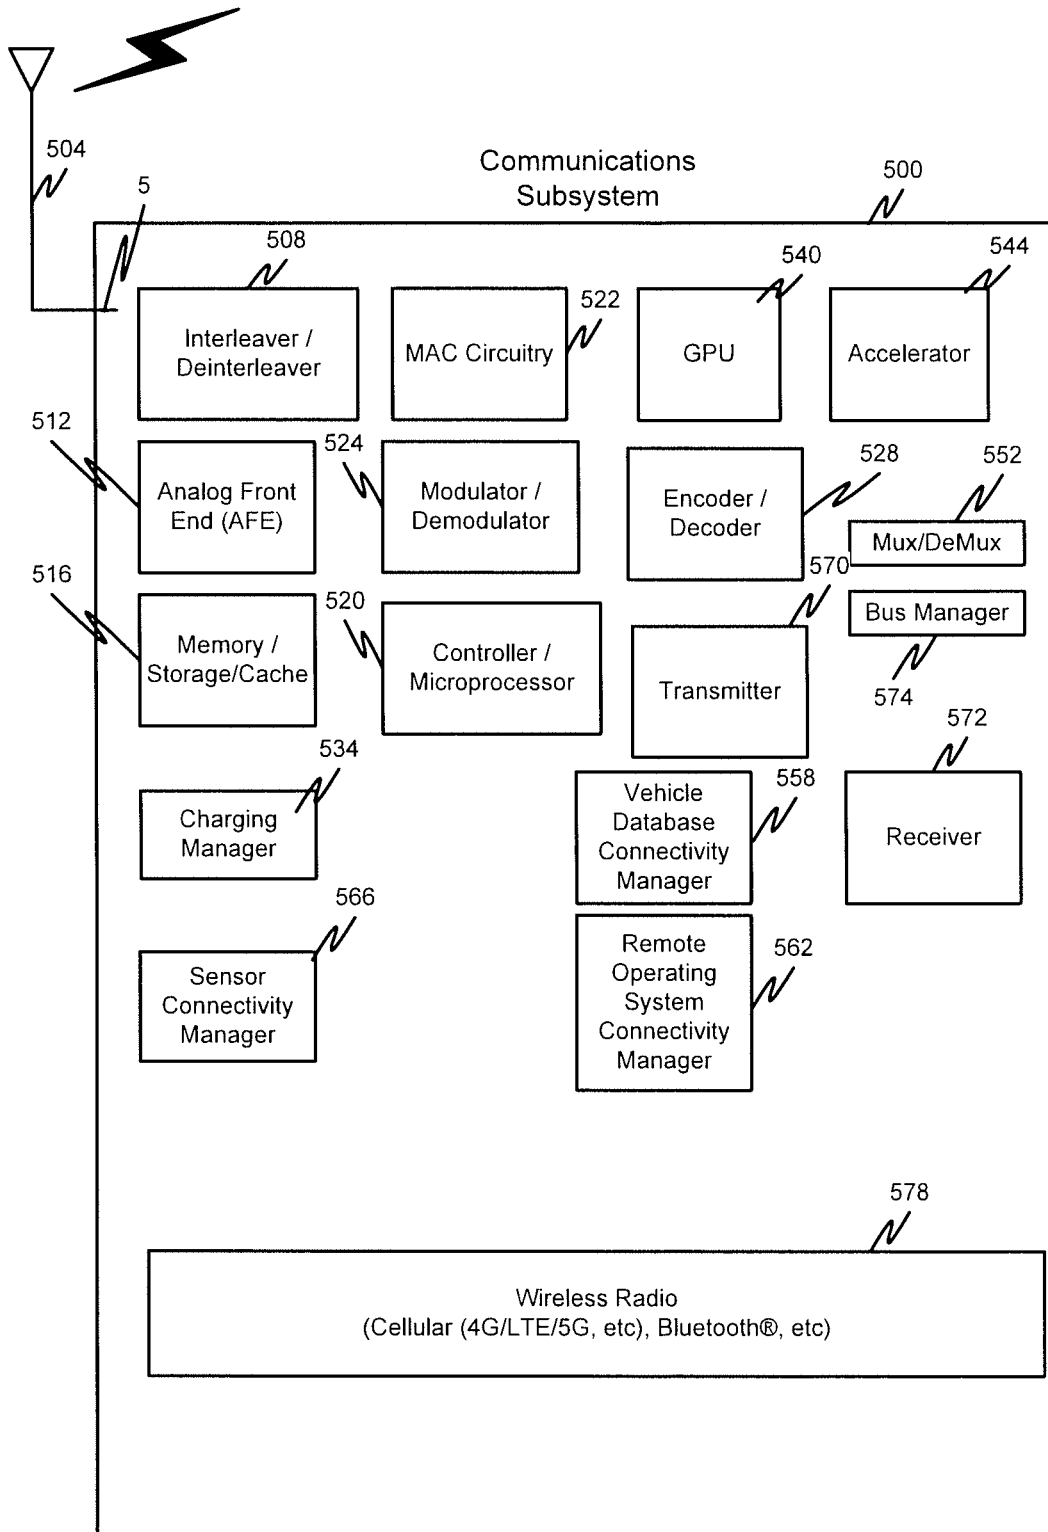 Communications
Subsystem
500
504
5
508
522
540
544
Interleaver /
Deinterleaver
MAC Circuitry
GPU
Accelerator
512
524
528
552
Analog Front
End (AFE)
Modulator /
Demodulator
Encoder /
Decoder
Mux/DeMux
516
520
570
Bus Manager
574
Memory /
Storage/Cache
Controller /
Microprocessor
Transmitter
534
572
Charging
Manager
558
Vehicle
Database
Connectivity
Manager
Receiver
566
562
Sensor
Connectivity
Manager
Remote
Operating
System
Connectivity
Manager
578
Wireless Radio
(Cellular (4G/LTE/5G, etc), Bluetooth®, etc)